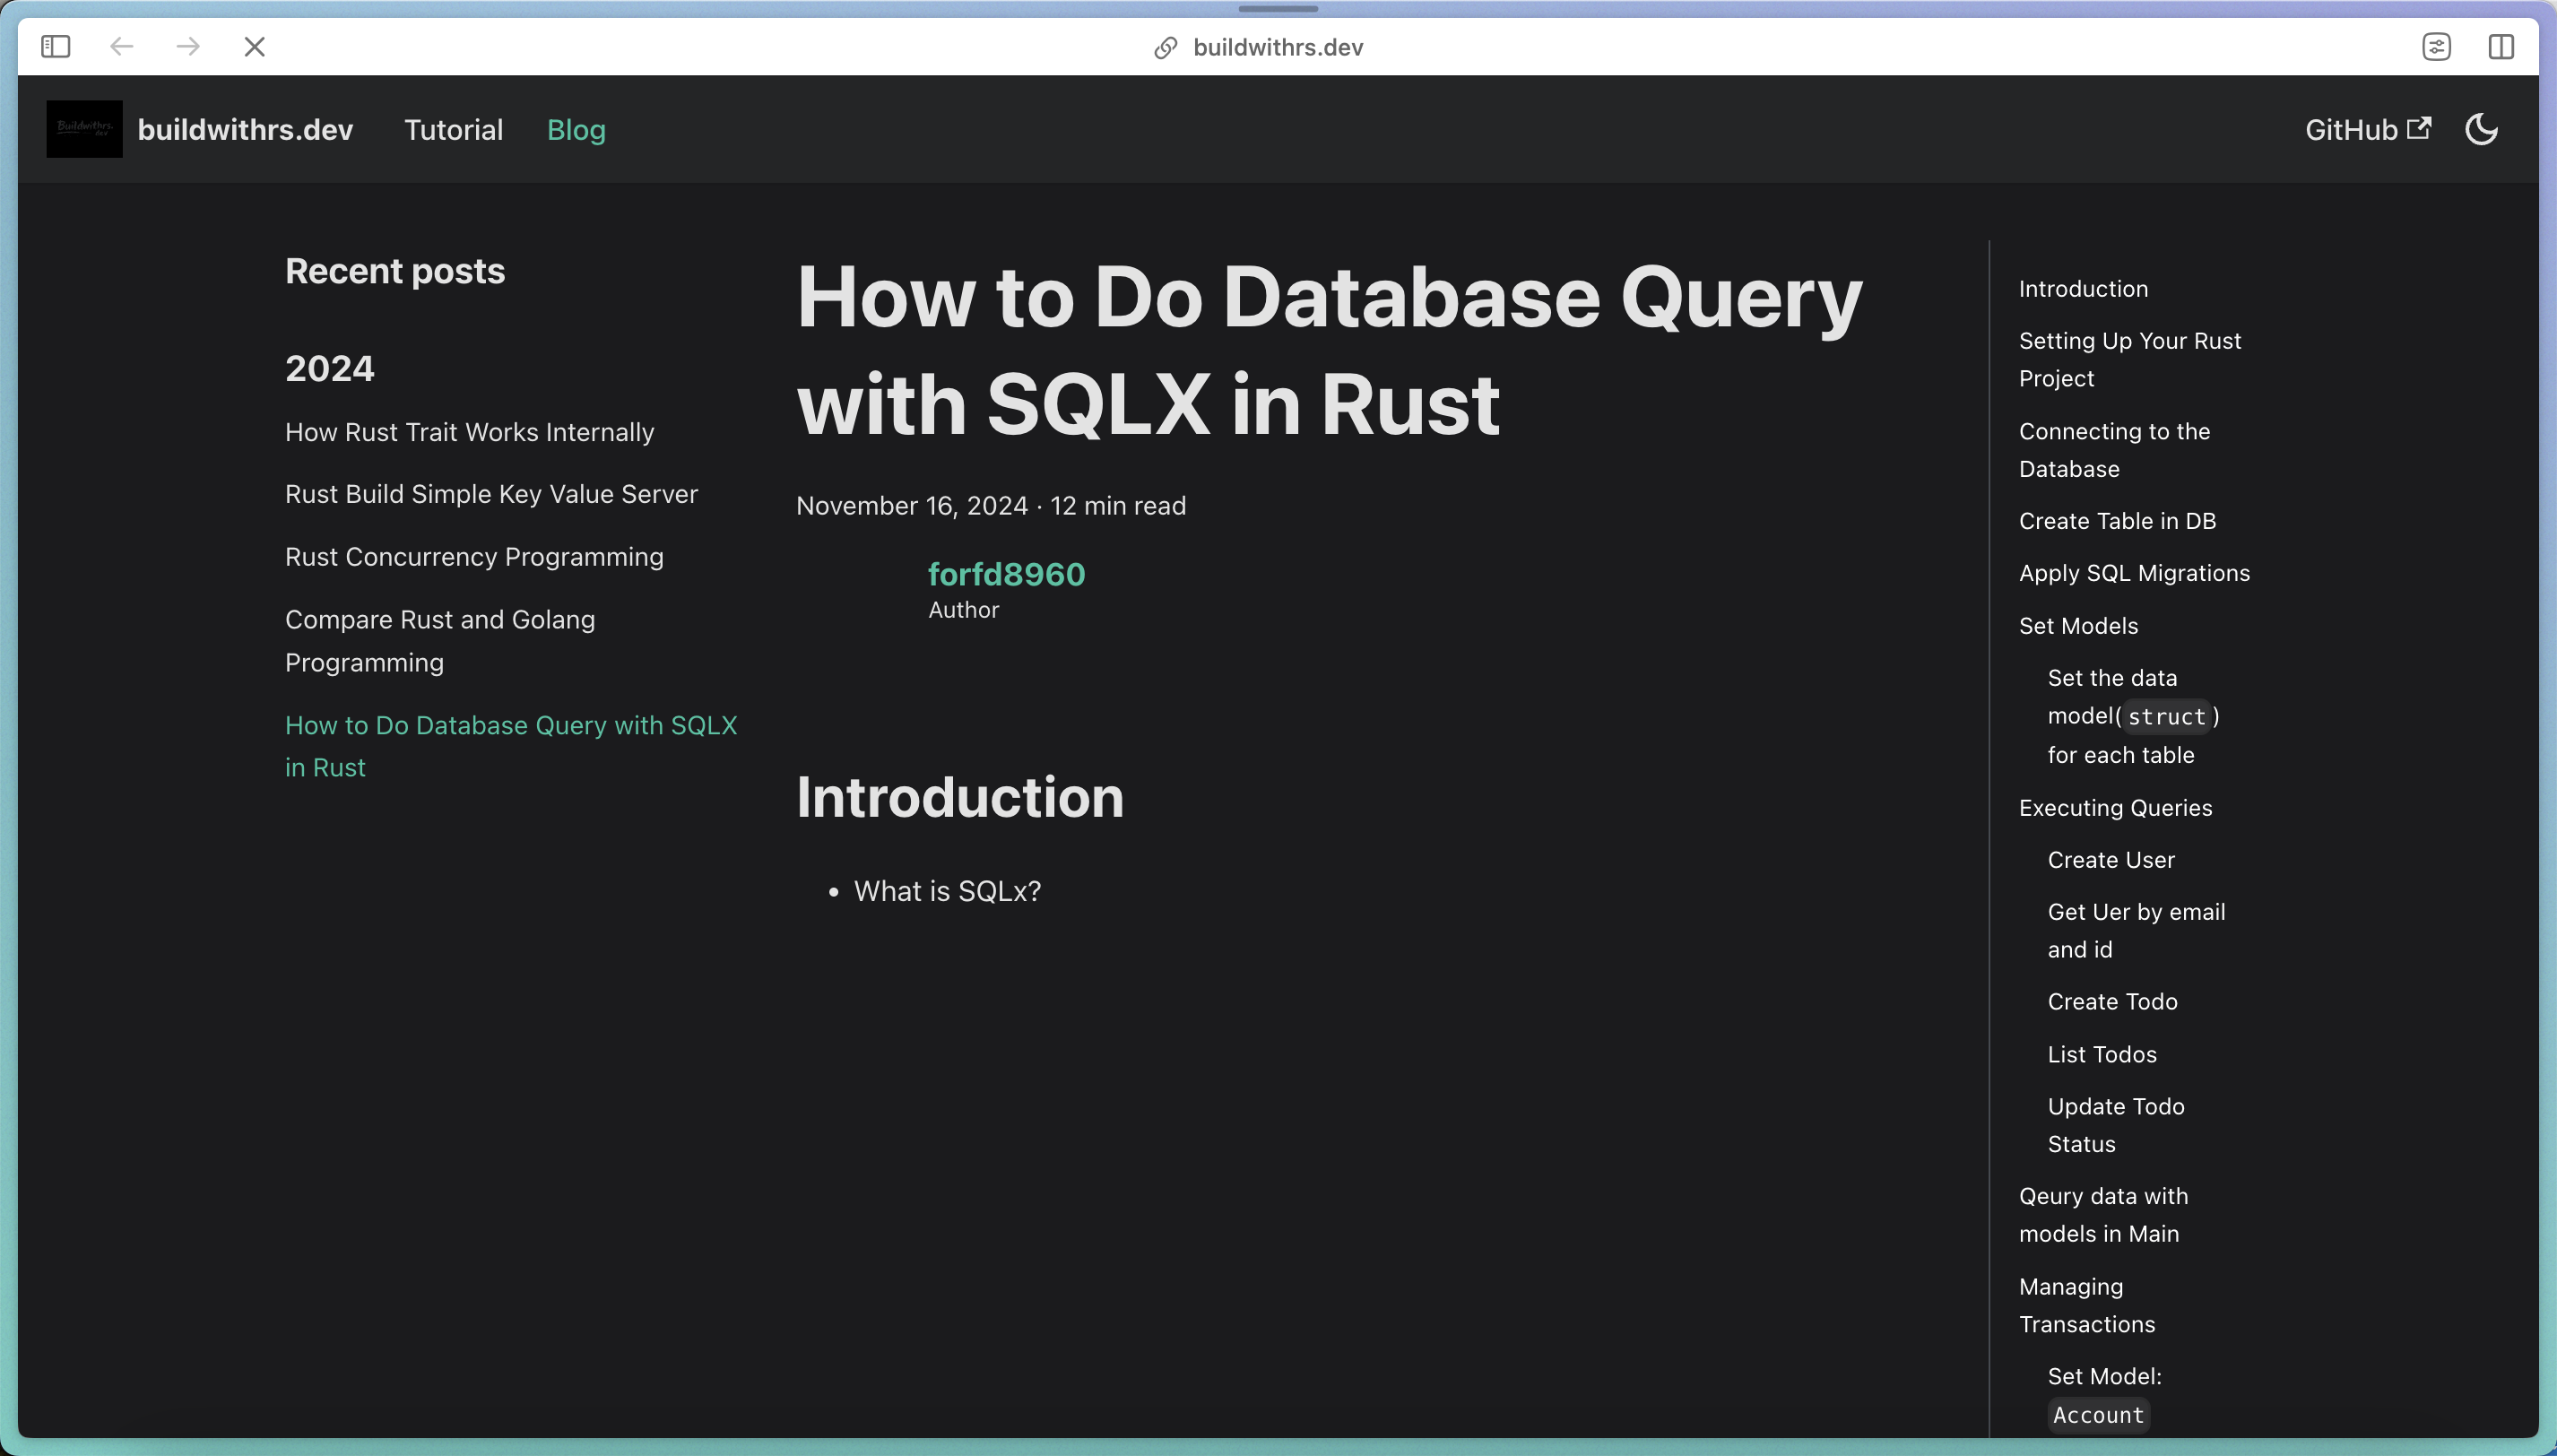 buildwithrs.dev
Buildwithrs.
dev
buildwithrs.dev
Tutorial
Blog
GitHub
Recent posts
2024
How Rust Trait Works Internally
Rust Build Simple Key Value Server
Rust Concurrency Programming
Compare Rust and Golang
Programming
How to Do Database Query with SQLX
in Rust
How to Do Database Query
with SQLX in Rust
November 16, 2024 · 12 min read
forfd8960
Author
Introduction
• What is SQLx?
Introduction
Setting Up Your Rust
Project
Connecting to the
Database
Create Table in DB
Apply SQL Migrations
Set Models
Set the data
model(struct)
for each table
Executing Queries
Create User
Get Uer by email
and id
Create Todo
List Todos
Update Todo
Status
Qeury data with
models in Main
Managing
Transactions
Set Model:
Account